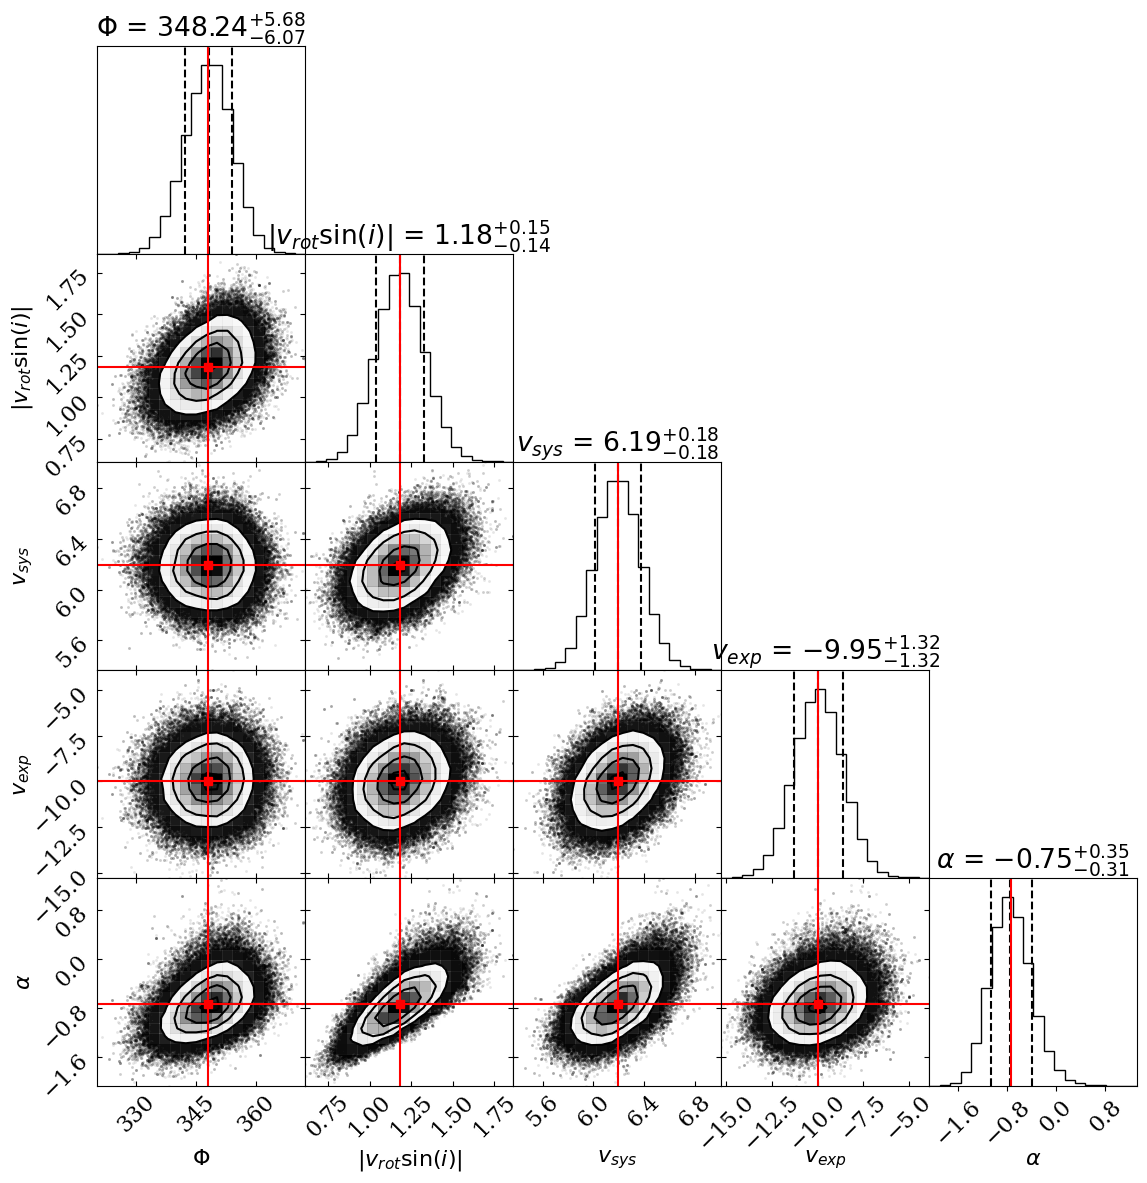 Φ = 348.24^{+5.68}_{−6.07}
|v_{rot}sin(i)| = 1.18^{+0.15}_{−0.14}
1.75
1.50
1.25
1.00
0.75
|v_{rot}sin(i)|
v_{sys} = 6.19^{+0.18}_{−0.18}
6.8
6.4
6.0
5.6
v_{sys}
v_{exp} = −9.95^{+1.32}_{−1.32}
−5.0
−7.5
−10.0
−12.5
−15.0
v_{exp}
α = −0.75^{+0.35}_{−0.31}
0.8
0.0
−0.8
−1.6
α
330 345 360 0.75 1.00 1.25 1.50 1.75 5.6 6.0 6.4 6.8 −15.0 −12.5 −10.0 −7.5 −5.0 −1.6 −0.8 0.0 0.8
Φ |v_{rot}sin(i)| v_{sys} v_{exp} α